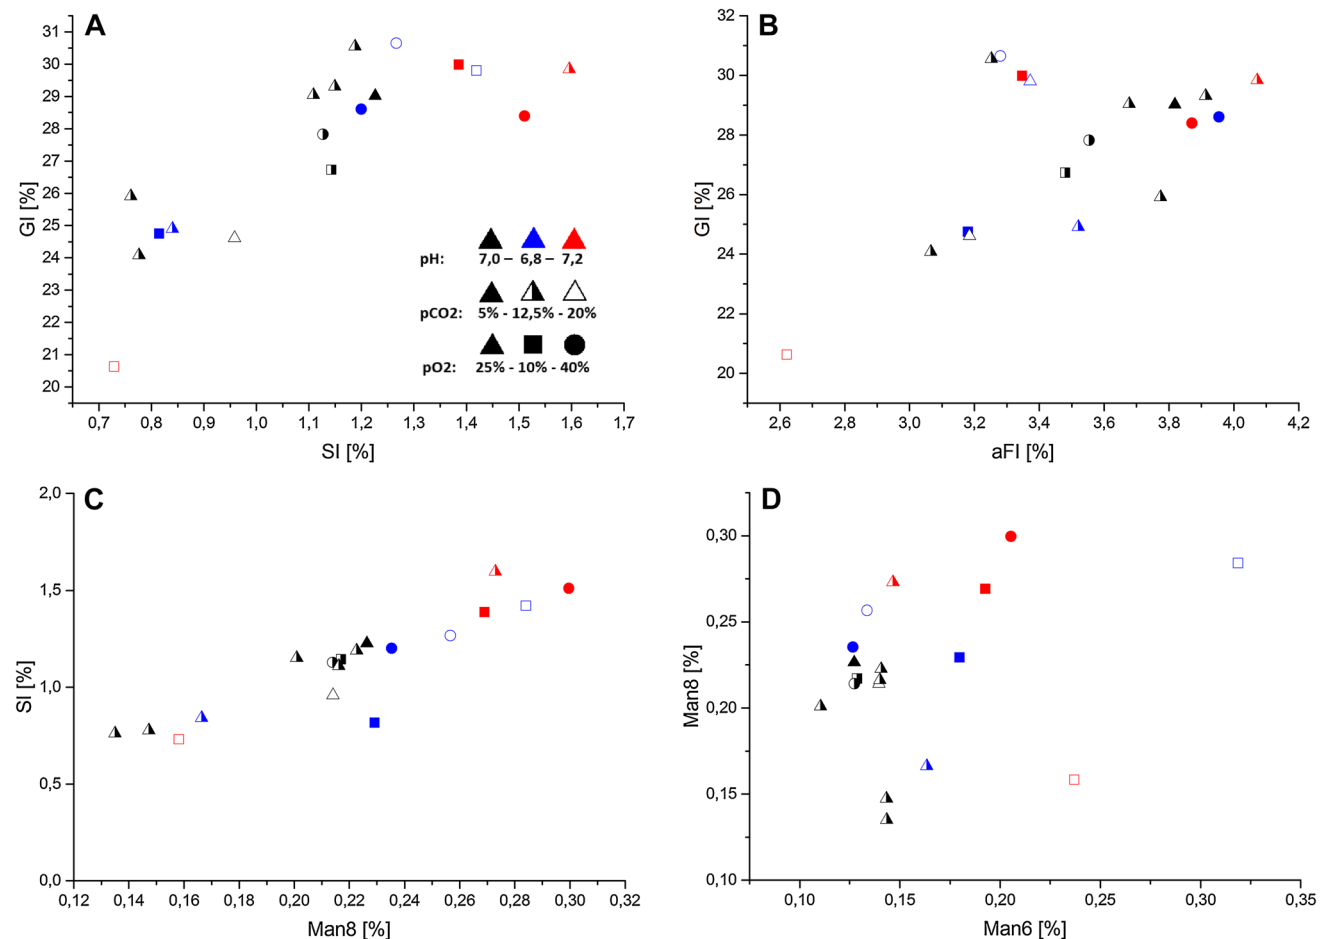 A
GI [%]
31
30
29
28
27
26
25
24
23
22
21
20
0,7 0,8 0,9 1,0 1,1 1,2 1,3 1,4 1,5 1,6 1,7
SI [%]
pH: 7,0 – 6,8 – 7,2
pCO2: 5% - 12,5% - 20%
pO2: 25% - 10% - 40%
B
GI [%]
32
30
28
26
24
22
20
2,6 2,8 3,0 3,2 3,4 3,6 3,8 4,0 4,2
aFI [%]
C
SI [%]
2,0
1,5
1,0
0,5
0,0
0,12 0,14 0,16 0,18 0,20 0,22 0,24 0,26 0,28 0,30 0,32
Man8 [%]
D
Man8 [%]
0,30
0,25
0,20
0,15
0,10
0,10 0,15 0,20 0,25 0,30 0,35
Man6 [%]